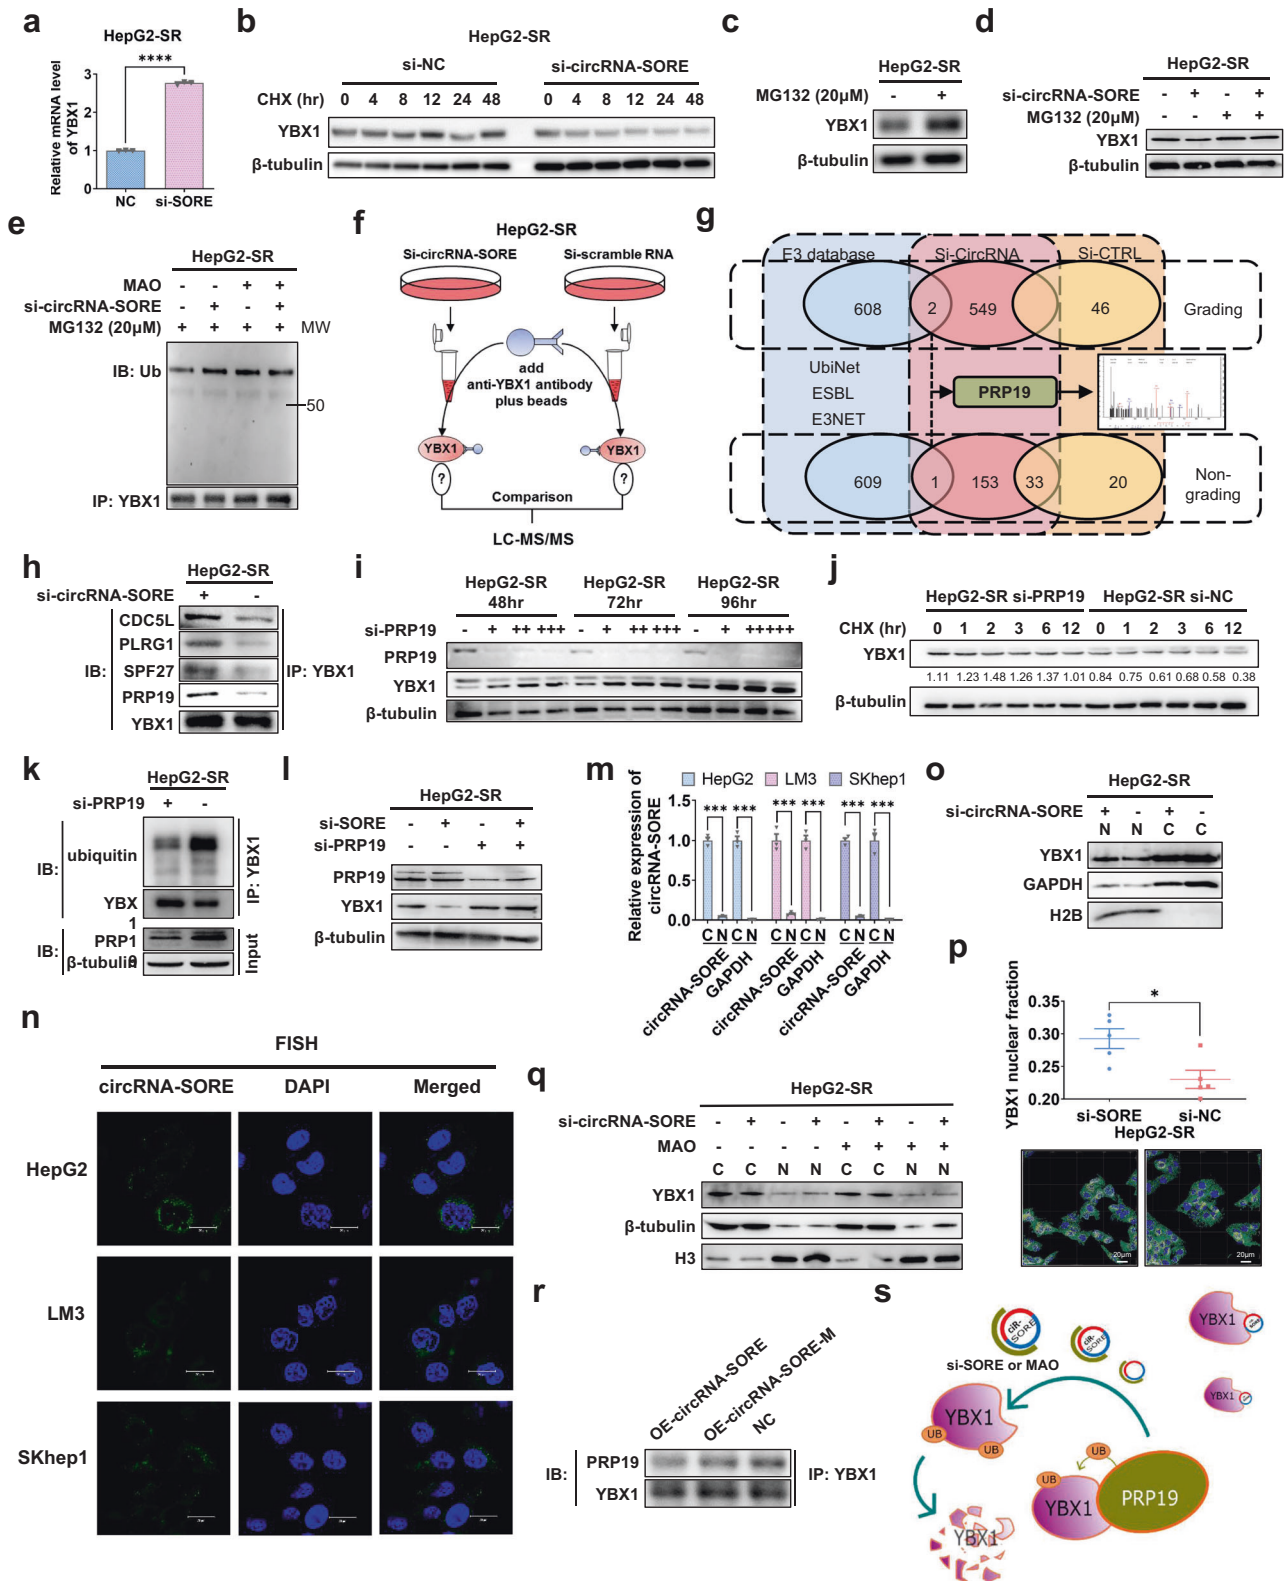 a
HepG2-SR
****
Relative mRNA level
of YBX1
3
2
1
0
NC
si-SORE
b
HepG2-SR
si-NC
si-circRNA-SORE
CHX (hr) 0 4 8 12 24 48 0 4 8 12 24 48
YBX1
β-tubulin
c
HepG2-SR
MG132 (20μM) - +
YBX1
β-tubulin
d
HepG2-SR
si-circRNA-SORE - + - +
MG132 (20μM) - - + +
YBX1
β-tubulin
e
HepG2-SR
MAO - - + +
si-circRNA-SORE - + - +
MG132 (20μM) + + + + MW
IB: Ub
50
IP: YBX1
f
HepG2-SR
Si-circRNA-SORE
Si-scramble RNA
add
anti-YBX1 antibody
plus beads
YBX1
YBX1
?
?
Comparison
LC-MS/MS
g
E3 database
Si-CircRNA
Si-CTRL
608 2 549 46 Grading
UbiNet
ESBL
E3NET
PRP19
609 1 153 33 20
Non-
grading
h
HepG2-SR
si-circRNA-SORE + -
CDC5L
PLRG1
SPF27
PRP19
YBX1
IB:
IP: YBX1
i
HepG2-SR
48hr
HepG2-SR
72hr
HepG2-SR
96hr
si-PRP19 - + ++ +++ - + ++ +++ - + ++ +++
PRP19
YBX1
β-tubulin
j
HepG2-SR si-PRP19
HepG2-SR si-NC
CHX (hr) 0 1 2 3 6 12 0 1 2 3 6 12
YBX1
1.11 1.23 1.48 1.26 1.37 1.01 0.84 0.75 0.61 0.68 0.58 0.38
β-tubulin
k
HepG2-SR
si-PRP19 + -
IB:
ubiquitin
YBX
1
IP: YBX1
IB:
PRP1
9
β-tubulin
Input
l
HepG2-SR
si-SORE - + - +
si-PRP19 - - + +
PRP19
YBX1
β-tubulin
m
HepG2 LM3 SKhep1
Relative expression of
circRNA-SORE
1.5
1.0
0.5
0.0
*** *** *** *** *** ***
C N C N C N C N C N C N
circRNA-SORE
GAPDH
circRNA-SORE
GAPDH
circRNA-SORE
GAPDH
n
FISH
circRNA-SORE
DAPI
Merged
HepG2
LM3
SKhep1
o
HepG2-SR
si-circRNA-SORE + - + -
N N C C
YBX1
GAPDH
H2B
p
YBX1 nuclear fraction
0.35
0.30
0.25
0.20
*
si-SORE
si-NC
HepG2-SR
20μm
20μm
q
HepG2-SR
si-circRNA-SORE - + - + - + - +
MAO - - - - + + + +
C C N N C C N N
YBX1
β-tubulin
H3
r
OE-circRNA-SORE
OE-circRNA-SORE-M
NC
IB:
PRP19
YBX1
IP: YBX1
s
ciR-
SORE
ciR-
SORE
si-SORE or MAO
YBX1
YBX1
YBX1
UB
UB
UB
UB
YBX1
PRP19
YBX1